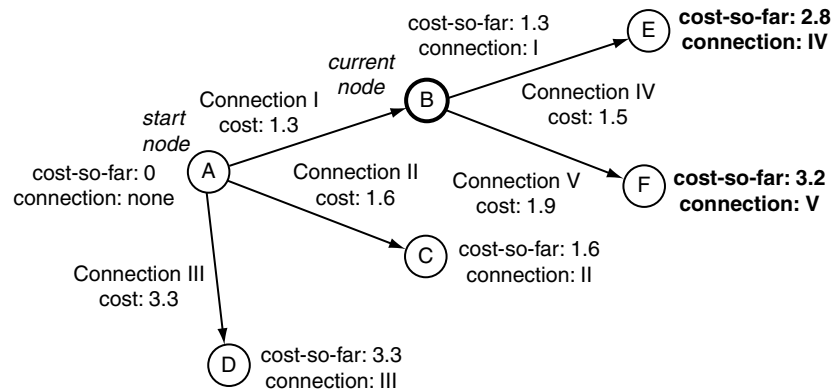 cost-so-far: 1.3
connection: I
E
cost-so-far: 2.8
connection: IV
current
node
B
Connection IV
cost: 1.5
Connection I
cost: 1.3
start
node
A
cost-so-far: 0
connection: none
Connection II
cost: 1.6
Connection V
cost: 1.9
F
cost-so-far: 3.2
connection: V
C
cost-so-far: 1.6
connection: II
Connection III
cost: 3.3
D
cost-so-far: 3.3
connection: III